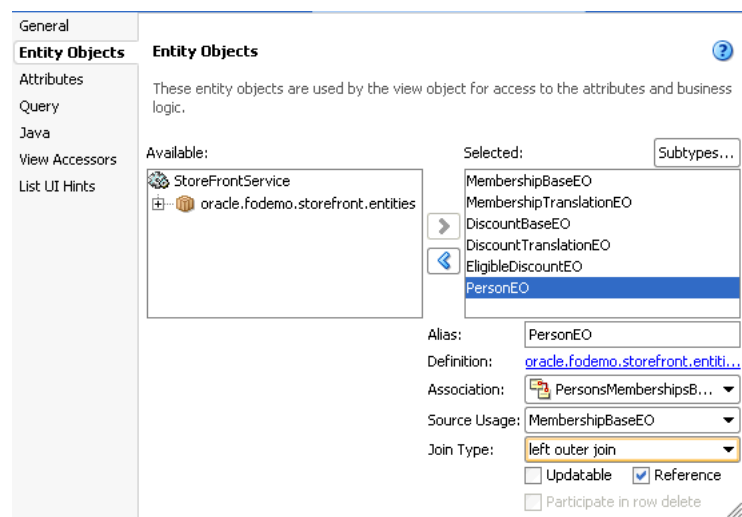 General
Entity Objects
Attributes
Query
Java
View Accessors
List UI Hints
Entity Objects
These entity objects are used by the view object for access to the attributes and business
logic.
Available:
StoreFrontService
oracle.fodemo.storefront.entities
Selected:
Subtypes...
MembershipBaseEO
MembershipTranslationEO
DiscountBaseEO
DiscountTranslationEO
EligibleDiscountEO
PersonEO
Alias: PersonEO
Definition: oracle.fodemo.storefront.entiti...
Association: PersonsMembershipsB...
Source Usage: MembershipBaseEO
Join Type: left outer join
Updatable Reference
Participate in row delete